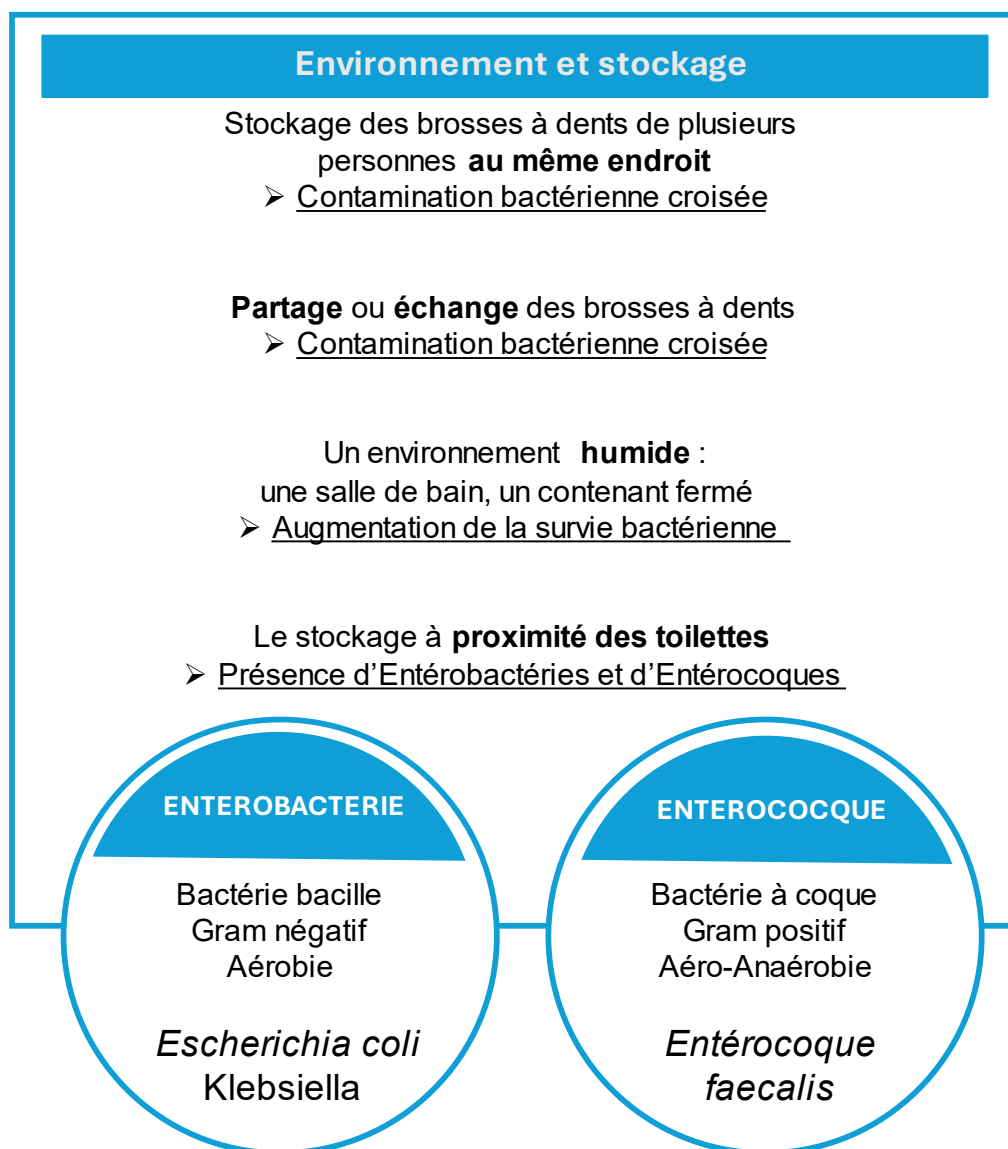 Environnement et stockage
Stockage des brosses à dents de plusieurs
personnes au même endroit
➢ Contamination bactérienne croisée
Partage ou échange des brosses à dents
➢ Contamination bactérienne croisée
Un environnement humide :
une salle de bain, un contenant fermé
➢ Augmentation de la survie bactérienne
Le stockage à proximité des toilettes
➢ Présence d’Entérobactéries et d’Entérocoques
ENTEROBACTERIE
Bactérie bacille
Gram négatif
Aérobie
Escherichia coli
Klebsiella
ENTEROCOCQUE
Bactérie à coque
Gram positif
Aéro-Anaérobie
Entérocoque
faecalis